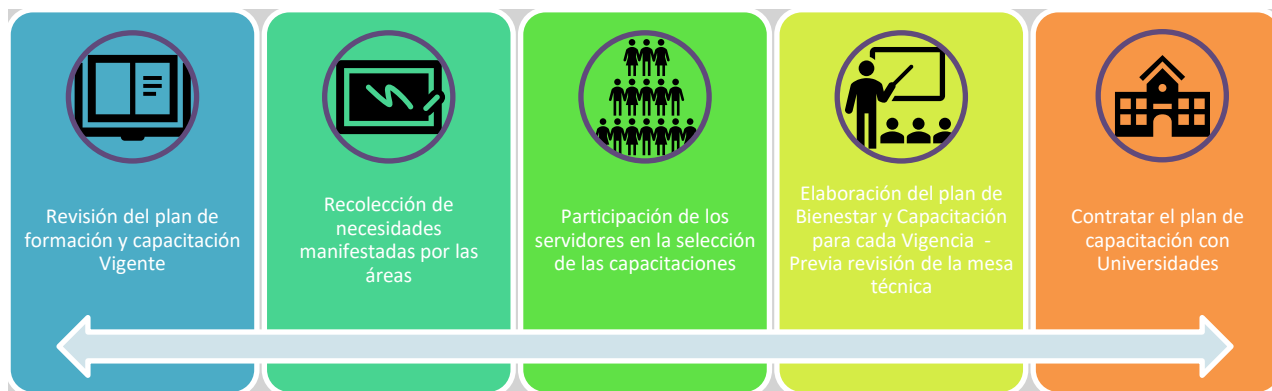 Revisión del plan de
formación y capacitación
Vigente
Recolección de
necesidades
manifestadas por las
áreas
Participación de los
servidores en la selección
de las capacitaciones
Elaboración del plan de
Bienestar y Capacitación
para cada Vigencia  -
Previa revisión de la mesa
técnica
Contratar el plan de
capacitación con
Universidades